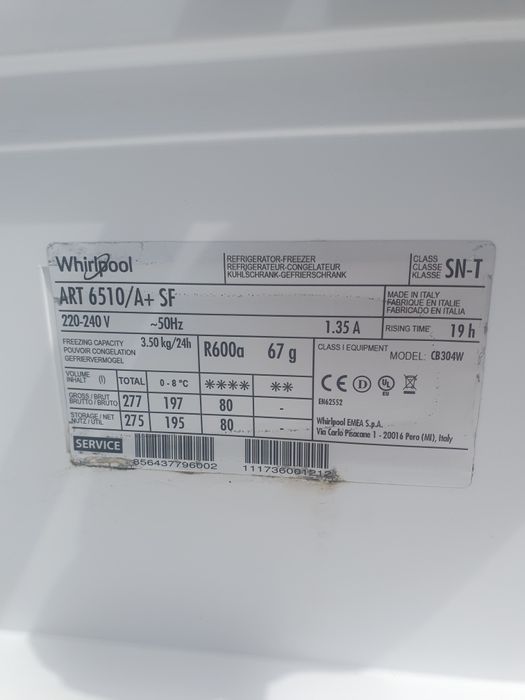 Whirlpool
REFRIGERATOR-FREEZER
REFRIGERATEUR-CONGELATEUR
KUHLSCHRANK-GEFRIERSCHRANK
CLASS
CLASSE
KLASSE
SN-T
ART 6510/A+ SF
MADE IN ITALY
FABRIQUE EN ITALIE
FABRICADO EN ITALIA
220-240 V ~50Hz 1.35 A
RISING TIME 19 h
FREEZING CAPACITY 3.50 kg/24h
POUVOIR CONGELATION
GEFRIERVERMOGEL
R600a 67 g
CLASS I EQUIPMENT MODEL: CB304W
VOLUME
INHALT (l) TOTAL 0 - 8 °C **** **
GROSS / BRUT
BRUTTO / BRUTO 277 197 80 -
STORAGE / NET
NUTZ / UTIL 275 195 80 -
CE D UL EU
EN62552
Whirlpool EMEA S.p.A.
Via Carlo Pisacane 1 - 20016 Pero (MI), Italy
SERVICE
856437796002
111736001212